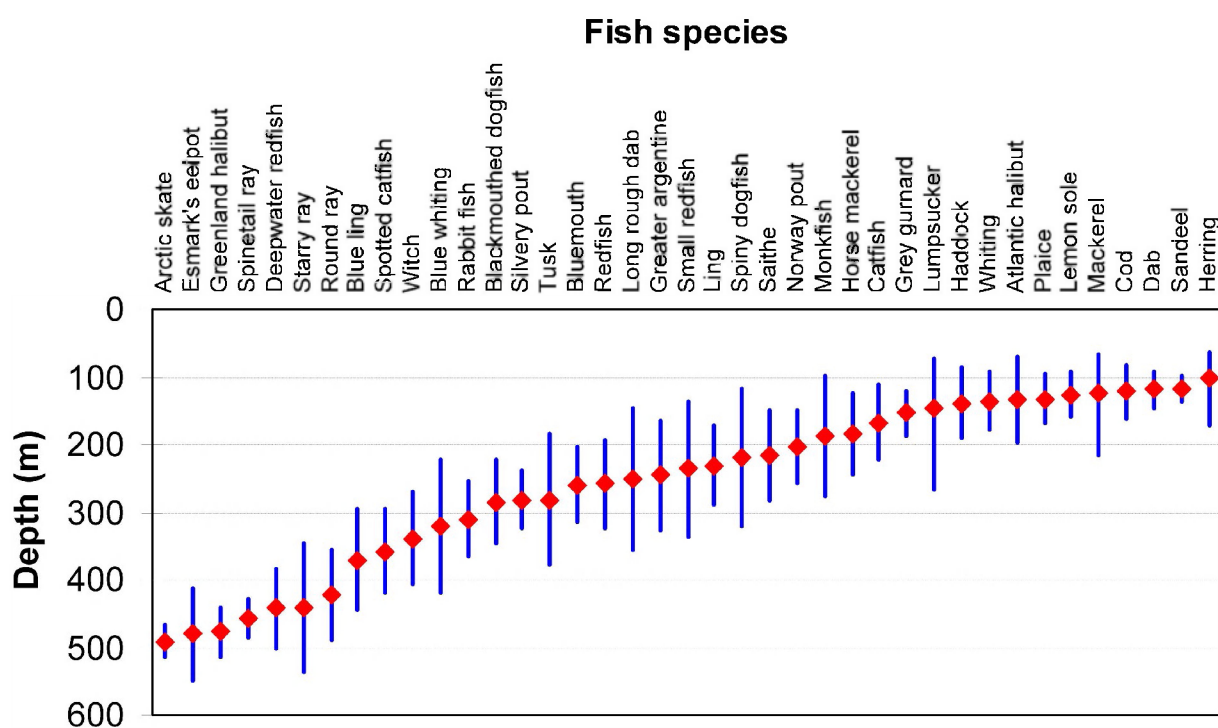 Fish species
Arctic skate
Esmark's eelpot
Greenland halibut
Spinetail ray
Deepwater redfish
Starry ray
Round ray
Blue ling
Spotted catfish
Witch
Blue whiting
Rabbit fish
Blackmouthed dogfish
Silvery pout
Tusk
Bluemouth
Redfish
Long rough dab
Greater argentine
Small redfish
Ling
Spiny dogfish
Saithe
Norway pout
Monkfish
Horse mackerel
Catfish
Grey gurnard
Lumpsucker
Haddock
Whiting
Atlantic halibut
Plaice
Lemon sole
Mackerel
Cod
Dab
Sandeel
Herring
Depth (m)
0
100
200
300
400
500
600